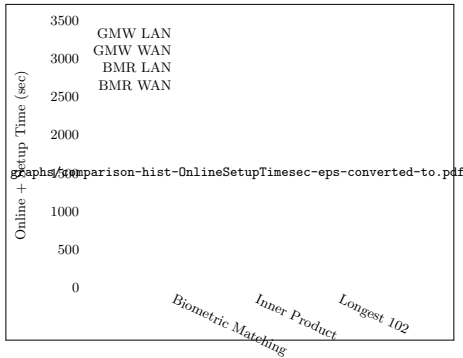 3500
3000
2500
2000
1500
1000
500
0
Online + Setup Time (sec)
GMW LAN
GMW WAN
BMR LAN
BMR WAN
graphs/comparison-hist-OnlineSetupTimesec-eps-converted-to.pdf
Biometric Matching
Inner Product
Longest 102